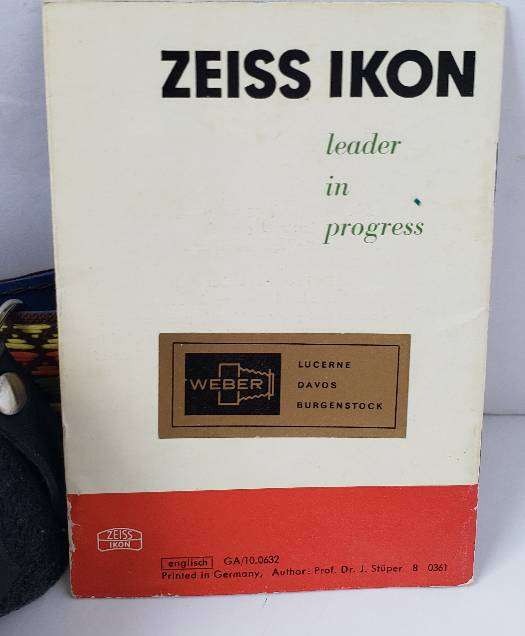 ZEISS IKON
leader
in
progress
WEBER
LUCERNE
DAVOS
BURGENSTOCK
ZEISS
IKON
englisch GA/10.0632
Printed in Germany, Author: Prof. Dr. J. Stüper 8 0361